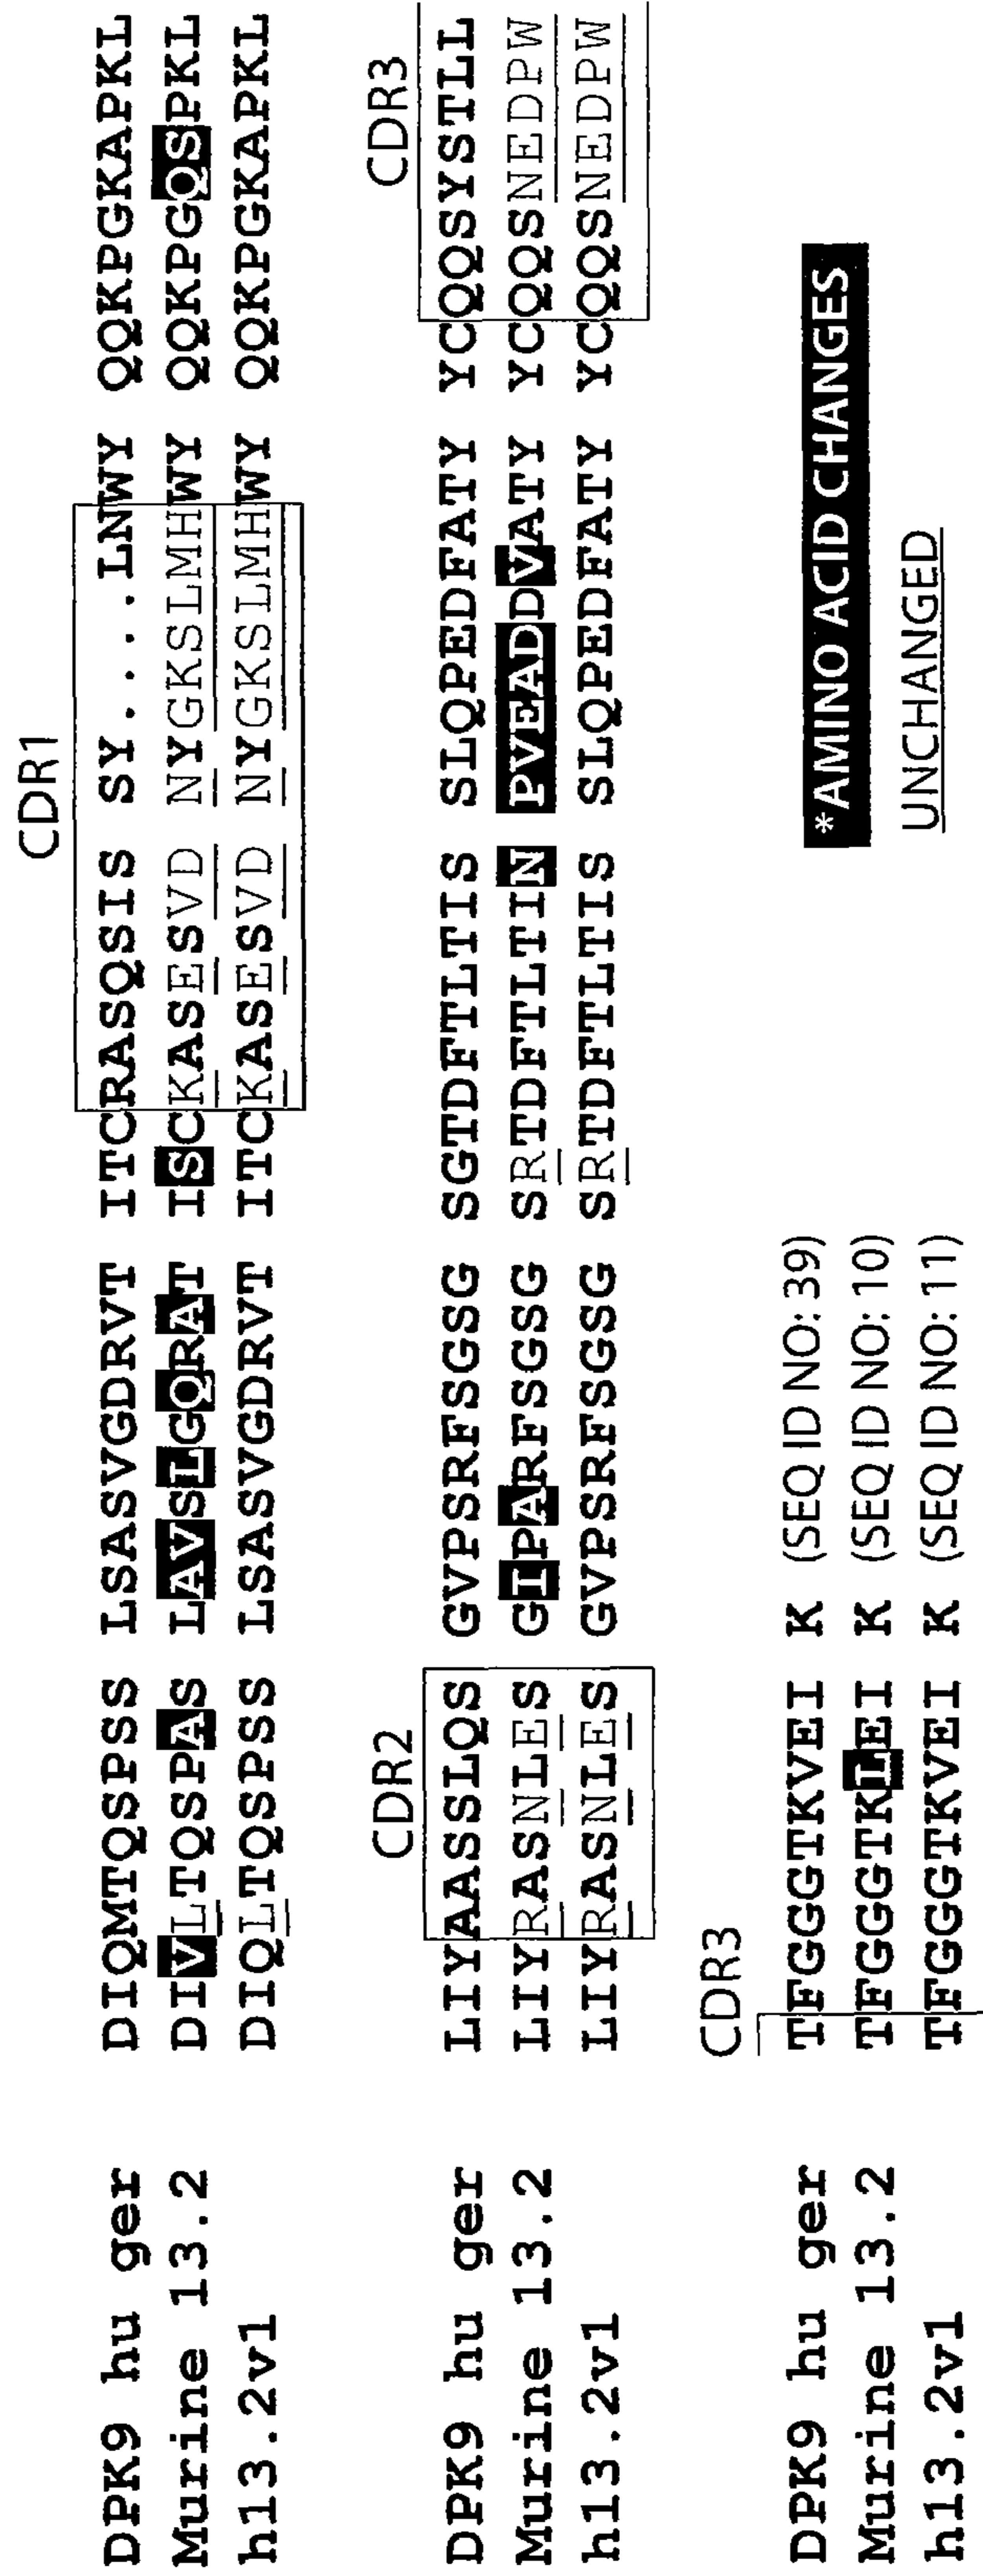 CDR1
DPK9 hu ger DIQMTQSPSS LSASVGDRVT ITCRASQSIS SY....LNWY QQKPGKAPKL
Murine 13.2 DIVLTQSPAS LAVSLGQRAT ISCKASESVD NYGKSLMHWY QQKPGQSPKL
h13.2v1 DIQLTQSPSS LSASVGDRVT ITCKASESVD NYGKSLMHWY QQKPGKAPKL
CDR2 CDR3
DPK9 hu ger LIYAASSLQS GVPSRFSGSG SGTDFTLTIS SLQPEDFATY YCQQSYSTLL
Murine 13.2 LIYRASNLES GIPARFSGSG SRTDFTLTIN PVEADDVATY YCQQSNEDPW
h13.2v1 LIYRASNLES GVPSRFSGSG SRTDFTLTIS SLQPEDFATY YCQQSNEDPW
CDR3
DPK9 hu ger TFGGGTKVEI K (SEQ ID NO: 39)
Murine 13.2 TFGGGTKLEI K (SEQ ID NO: 10)
h13.2v1 TFGGGTKVEI K (SEQ ID NO: 11)
*AMINO ACID CHANGES
UNCHANGED